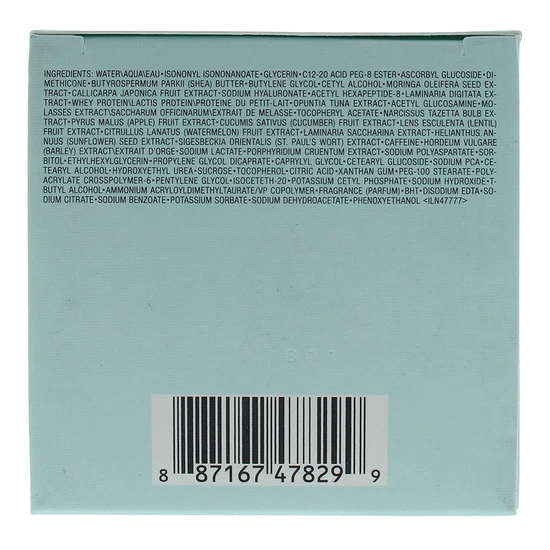 INGREDIENTS: WATER\AQUA\EAU•ISONONYL ISONONANOATE•GLYCERIN•C12-20 ACID PEG-8 ESTER•ASCORBYL GLUCOSIDE•DI-
METHICONE•BUTYROSPERMUM PARKII (SHEA) BUTTER•BUTYLENE GLYCOL•CETYL ALCOHOL•MORINGA OLEIFERA SEED EX-
TRACT•CALLICARPA JAPONICA FRUIT EXTRACT•SODIUM HYALURONATE•ACETYL HEXAPEPTIDE-8•LAMINARIA DIGITATA EX-
TRACT•WHEY PROTEIN\LACTIS PROTEIN\PROTEINE DU PETIT-LAIT•OPUNTIA TUNA EXTRACT•ACETYL GLUCOSAMINE•MO-
LASSES EXTRACT\SACCHARUM OFFICINARUM\EXTRAIT DE MELASSE•TOCOPHERYL ACETATE•NARCISSUS TAZETTA BULB EX-
TRACT•PYRUS MALUS (APPLE) FRUIT EXTRACT•CUCUMIS SATIVUS (CUCUMBER) FRUIT EXTRACT•LENS ESCULENTA (LENTIL)
FRUIT EXTRACT•CITRULLUS LANATUS (WATERMELON) FRUIT EXTRACT•LAMINARIA SACCHARINA EXTRACT•HELIANTHUS AN-
NUUS (SUNFLOWER) SEED EXTRACT•SIGESBECKIA ORIENTALIS (ST. PAUL'S WORT) EXTRACT•CAFFEINE•HORDEUM VULGARE
(BARLEY) EXTRACT\EXTRAIT D'ORGE•SODIUM LACTATE•PORPHYRIDIUM CRUENTUM EXTRACT•SODIUM POLYASPARTATE•SOR-
BITOL•ETHYLHEXYLGLYCERIN•PROPYLENE GLYCOL DICAPRATE•CAPRYLYL GLYCOL•CETEARYL GLUCOSIDE•SODIUM PCA•CE-
TEARYL ALCOHOL•HYDROXYETHYL UREA•SUCROSE•TOCOPHEROL•CITRIC ACID•XANTHAN GUM•PEG-100 STEARATE•POLY-
ACRYLATE CROSSPOLYMER-6•PENTYLENE GLYCOL•ISOCETETH-20•POTASSIUM CETYL PHOSPHATE•SODIUM HYDROXIDE•T-
BUTYL ALCOHOL•AMMONIUM ACRYLOYLDIMETHYLTAURATE/VP COPOLYMER•FRAGRANCE (PARFUM)•BHT•DISODIUM EDTA•SO-
DIUM CITRATE•SODIUM BENZOATE•POTASSIUM SORBATE•SODIUM DEHYDROACETATE•PHENOXYETHANOL <ILN47777>
8 87167 47829 9